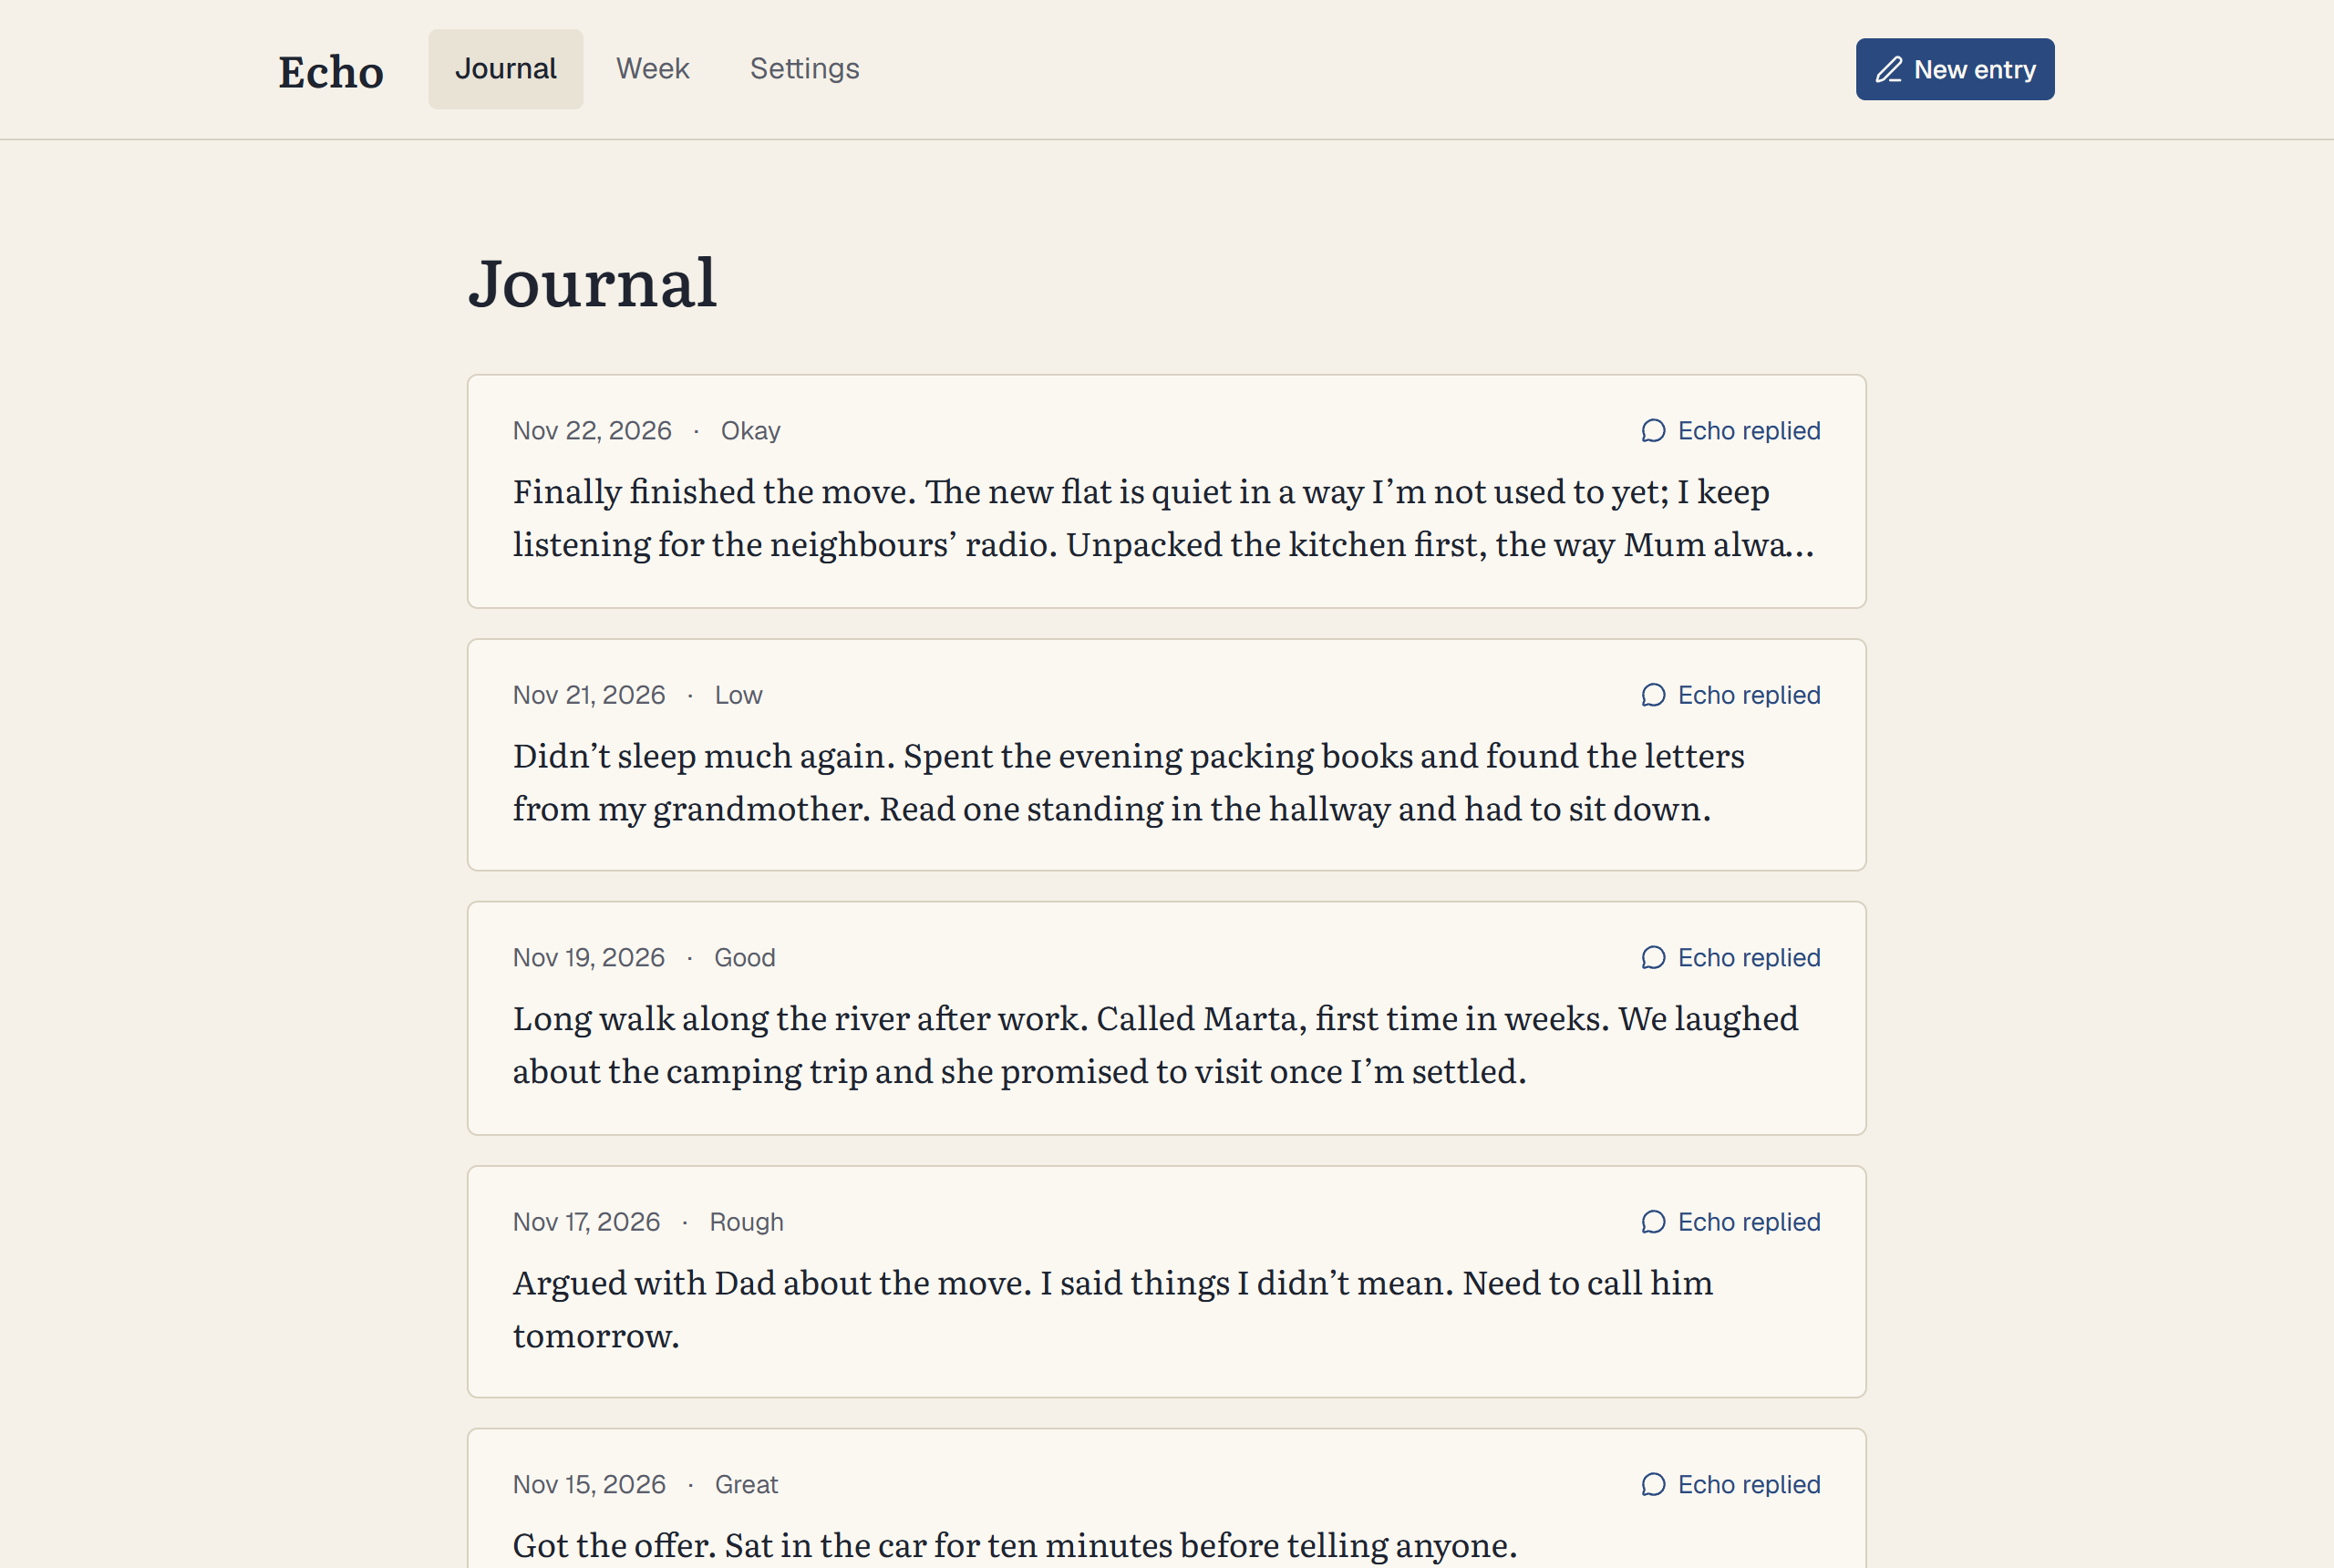 Echo
Journal
Week
Settings
New entry
Journal
Nov 22, 2026 · Okay
Echo replied
Finally finished the move. The new flat is quiet in a way I’m not used to yet; I keep
listening for the neighbours’ radio. Unpacked the kitchen first, the way Mum alwa…
Nov 21, 2026 · Low
Echo replied
Didn’t sleep much again. Spent the evening packing books and found the letters
from my grandmother. Read one standing in the hallway and had to sit down.
Nov 19, 2026 · Good
Echo replied
Long walk along the river after work. Called Marta, first time in weeks. We laughed
about the camping trip and she promised to visit once I’m settled.
Nov 17, 2026 · Rough
Echo replied
Argued with Dad about the move. I said things I didn’t mean. Need to call him
tomorrow.
Nov 15, 2026 · Great
Echo replied
Got the offer. Sat in the car for ten minutes before telling anyone.